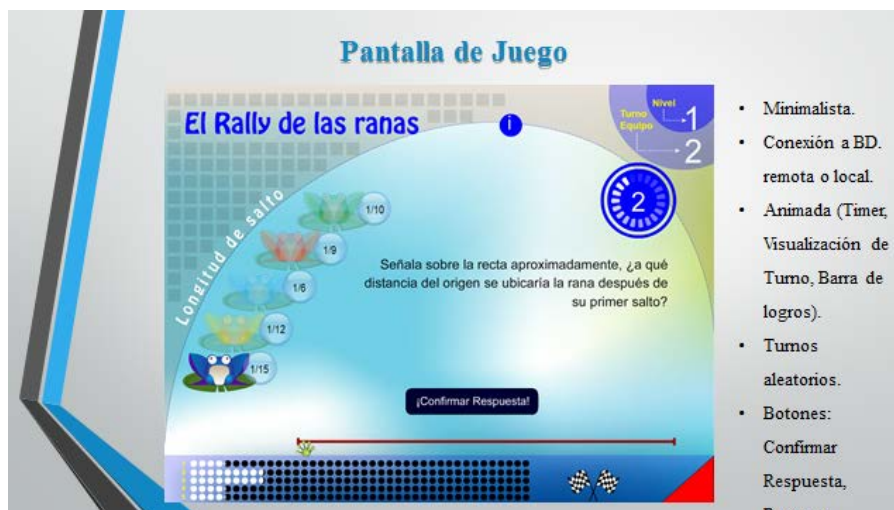 Pantalla de Juego
El Rally de las ranas
i
Nivel
1
Turno
Equipo
2
2
Longitud de salto
1/10
1/9
1/6
1/12
1/15
Señala sobre la recta aproximadamente, ¿a qué
distancia del origen se ubicaría la rana después de
su primer salto?
¡Confirmar Respuesta!
• Minimalista.
• Conexión a BD.
remota o local.
• Animada (Timer,
Visualización de
Turno, Barra de
logros).
• Turnos
aleatorios.
• Botones:
Confirmar
Respuesta,